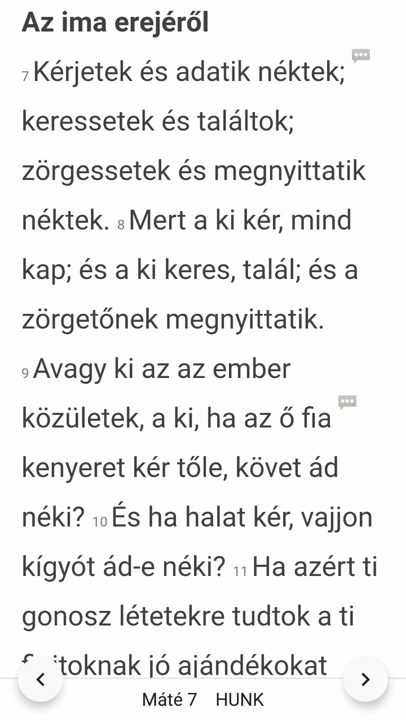 Az ima erejéről
7 Kérjetek és adatik néktek;
keressetek és találtok;
zörgessetek és megnyittatik
néktek. 8 Mert a ki kér, mind
kap; és a ki keres, talál; és a
zörgetőnek megnyittatik.
9 Avagy ki az az ember
közületek, a ki, ha az ő fia
kenyeret kér tőle, követ ád
néki? 10 És ha halat kér, vajjon
kígyót ád-e néki? 11 Ha azért ti
gonosz létetekre tudtok a ti
jó ajándékokat
Máté 7 HUNK